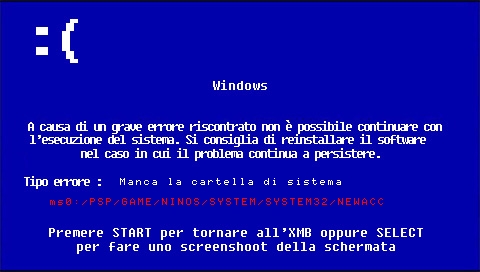 :(
Windows
A causa di un grave errore riscontrato non è possibile continuare con
l'esecuzione del sistema. Si consiglia di reinstallare il software
nel caso in cui il problema continua a persistere.
Tipo errore : Manca la cartella di sistema
ms0:/PSP/GAME/NINOS/SYSTEM/SYSTEM32/NEWACC
Premere START per tornare all'XMB oppure SELECT
per fare uno screenshoot della schermata